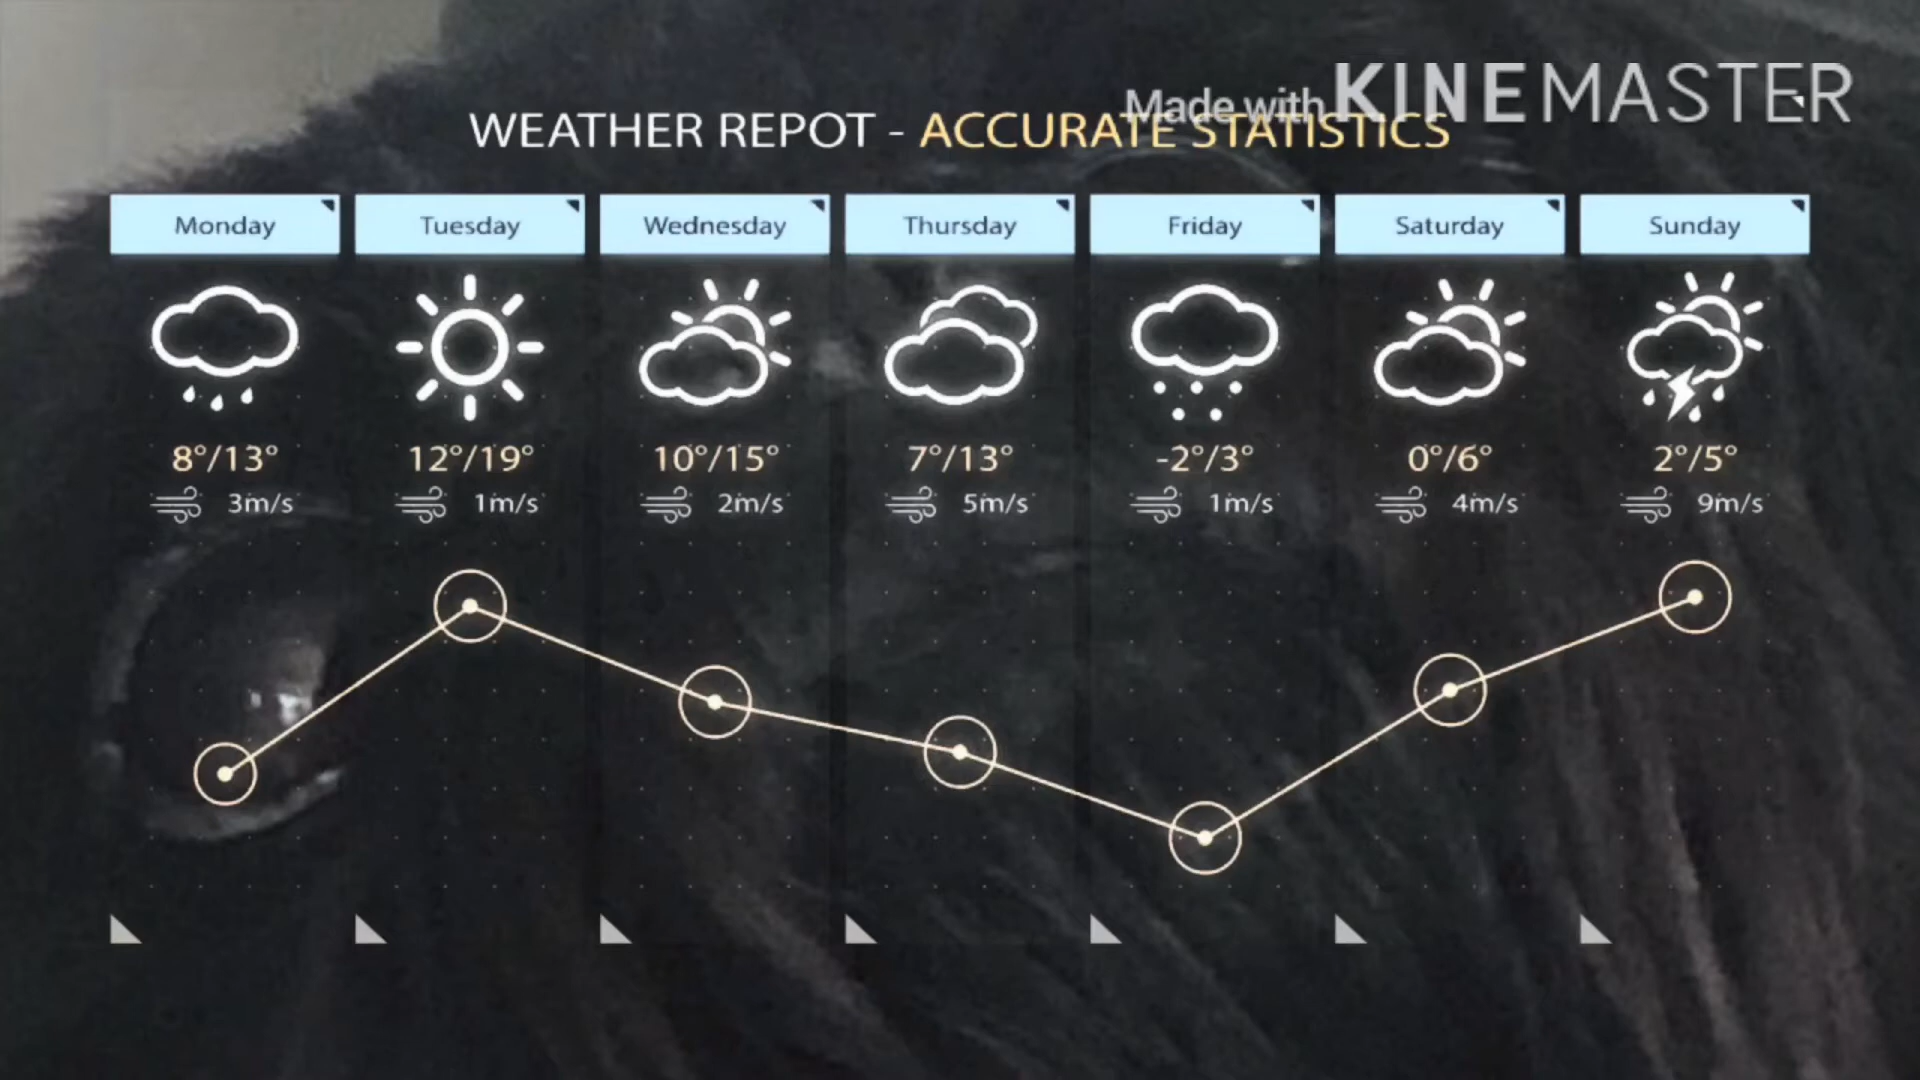 Made with KINEMASTER
WEATHER REPOT - ACCURATE STATISTICS
Monday Tuesday Wednesday Thursday Friday Saturday Sunday
8°/13° 12°/19° 10°/15° 7°/13° -2°/3° 0°/6° 2°/5°
3m/s 1m/s 2m/s 5m/s 1m/s 4m/s 9m/s